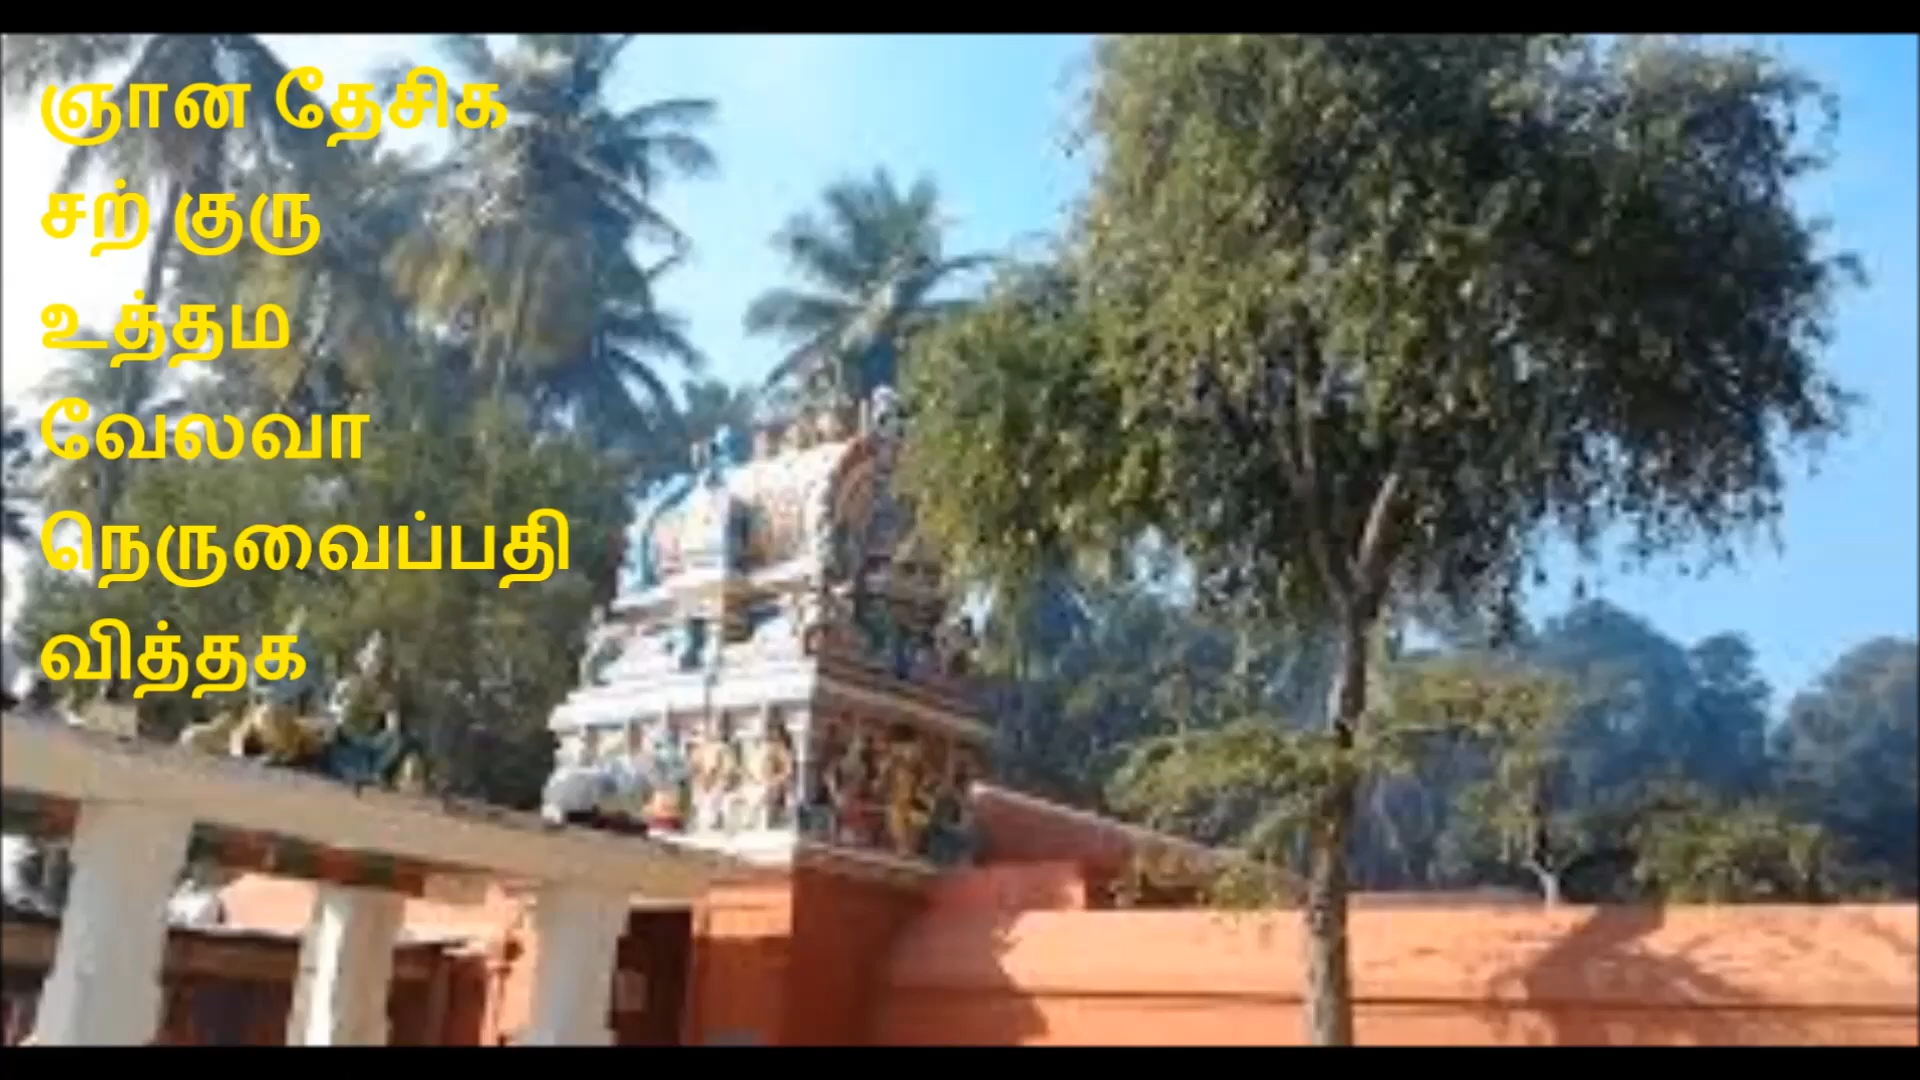 ஞான தேசிக
சற் குரு
உத்தம
வேலவா
நெருவைப்பதி
வித்தக